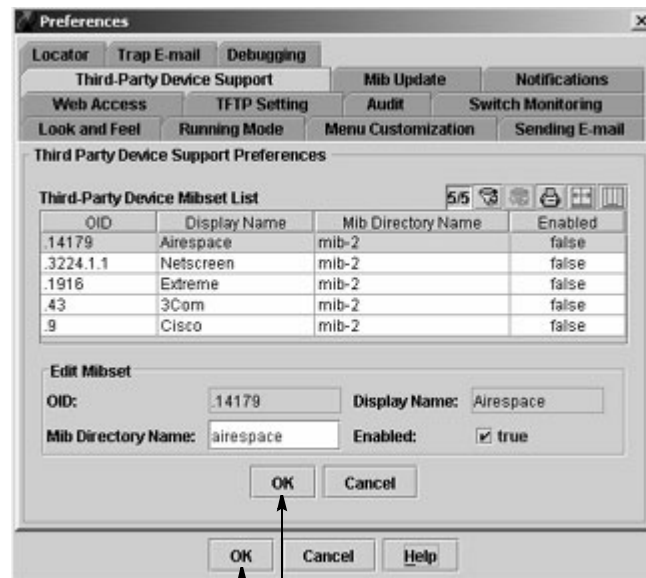 Preferences
Locator Trap E-mail Debugging
Third-Party Device Support Mib Update Notifications
Web Access TFTP Setting Audit Switch Monitoring
Look and Feel Running Mode Menu Customization Sending E-mail
Third Party Device Support Preferences
Third-Party Device Mibset List 5/5
OID Display Name Mib Directory Name Enabled
.14179 Airespace mib-2 false
.3224.1.1 Netscreen mib-2 false
.1916 Extreme mib-2 false
.43 3Com mib-2 false
.9 Cisco mib-2 false
Edit Mibset
OID: .14179 Display Name: Airespace
Mib Directory Name: airespace Enabled: true
OK Cancel
OK Cancel Help